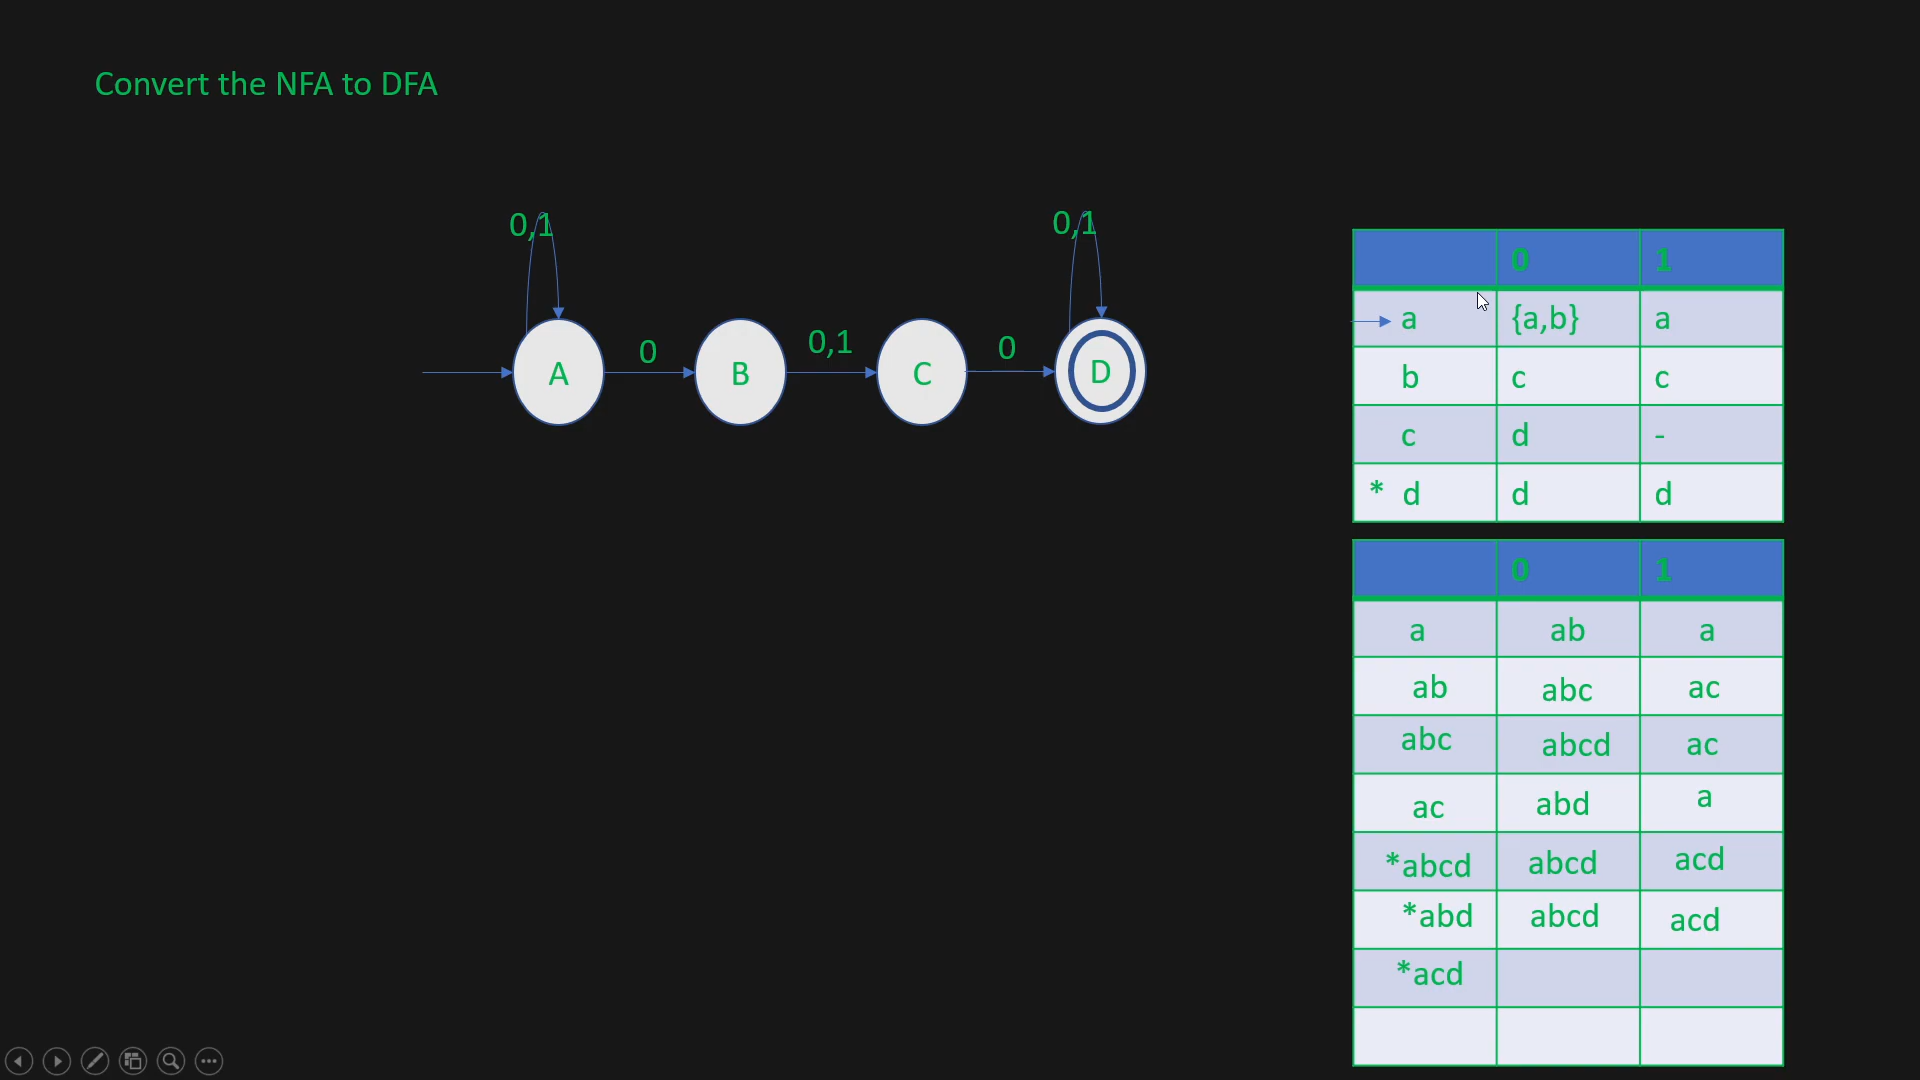 Convert the NFA to DFA
0,1
0,1
0
0,1
0
A
B
C
D
0 1
a {a,b} a
b c c
c d -
* d d d
0 1
a ab a
ab abc ac
abc abcd ac
ac abd a
*abcd abcd acd
*abd abcd acd
*acd